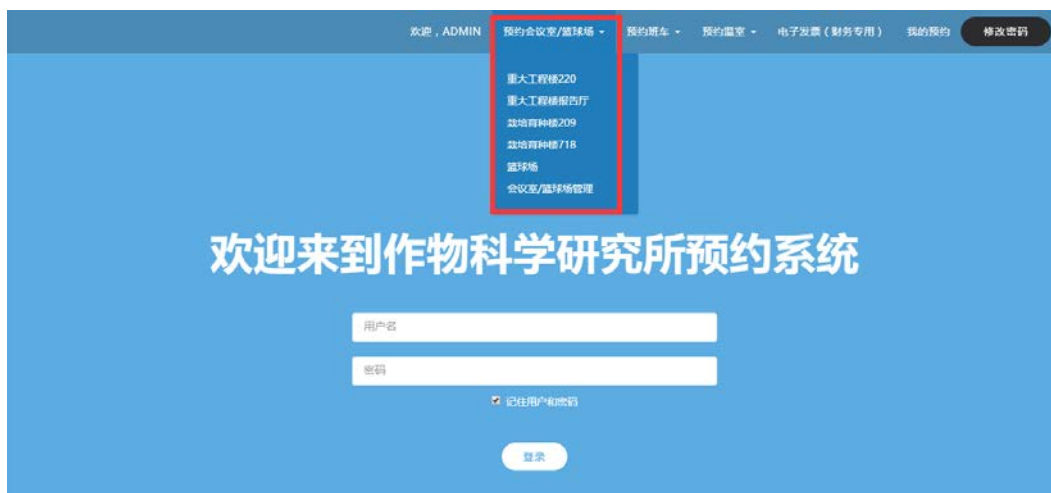 欢迎，ADMIN 预约会议室/篮球场 预约班车 预约温室 电子发票（财务专用） 我的预约 修改密码
重大工程楼220
重大工程楼报告厅
栽培育种楼209
栽培育种楼718
篮球场
会议室/篮球场管理
欢迎来到作物科学研究所预约系统
用户名
密码
记住用户和密码
登录